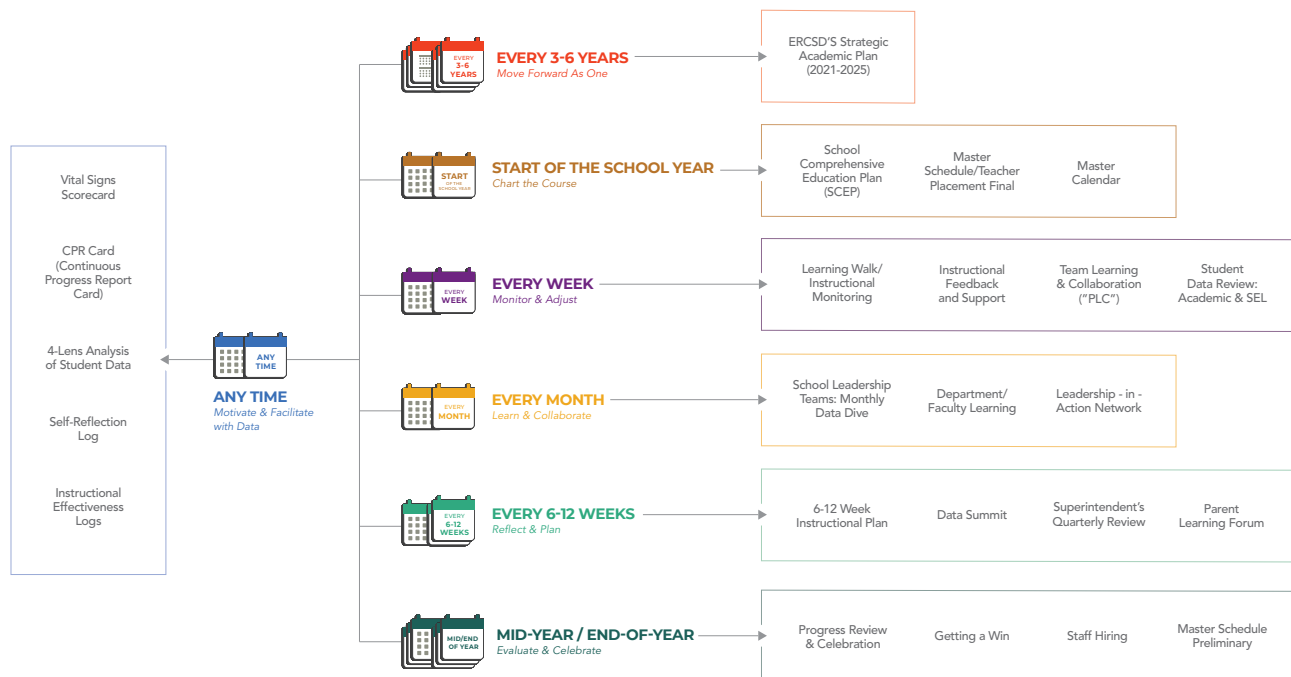 Vital Signs
Scorecard
CPR Card
(Continuous
Progress Report
Card)
4-Lens Analysis
of Student Data
Self-Reflection
Log
Instructional
Effectiveness
Logs
ANY
TIME
ANY TIME
Motivate & Facilitate
with Data
EVERY
3-6
YEARS
EVERY 3-6 YEARS
Move Forward As One
ERCSD'S Strategic
Academic Plan
(2021-2025)
START
OF THE
SCHOOL YEAR
START OF THE SCHOOL YEAR
Chart the Course
School
Comprehensive
Education Plan
(SCEP)
Master
Schedule/Teacher
Placement Final
Master
Calendar
EVERY
WEEK
EVERY WEEK
Monitor & Adjust
Learning Walk/
Instructional
Monitoring
Instructional
Feedback
and Support
Team Learning
& Collaboration
("PLC")
Student
Data Review:
Academic & SEL
EVERY
MONTH
EVERY MONTH
Learn & Collaborate
School Leadership
Teams: Monthly
Data Dive
Department/
Faculty Learning
Leadership - in -
Action Network
EVERY
6-12
WEEKS
EVERY 6-12 WEEKS
Reflect & Plan
6-12 Week
Instructional Plan
Data Summit
Superintendent's
Quarterly Review
Parent
Learning Forum
MID/END
OF YEAR
MID-YEAR / END-OF-YEAR
Evaluate & Celebrate
Progress Review
& Celebration
Getting a Win
Staff Hiring
Master Schedule
Preliminary